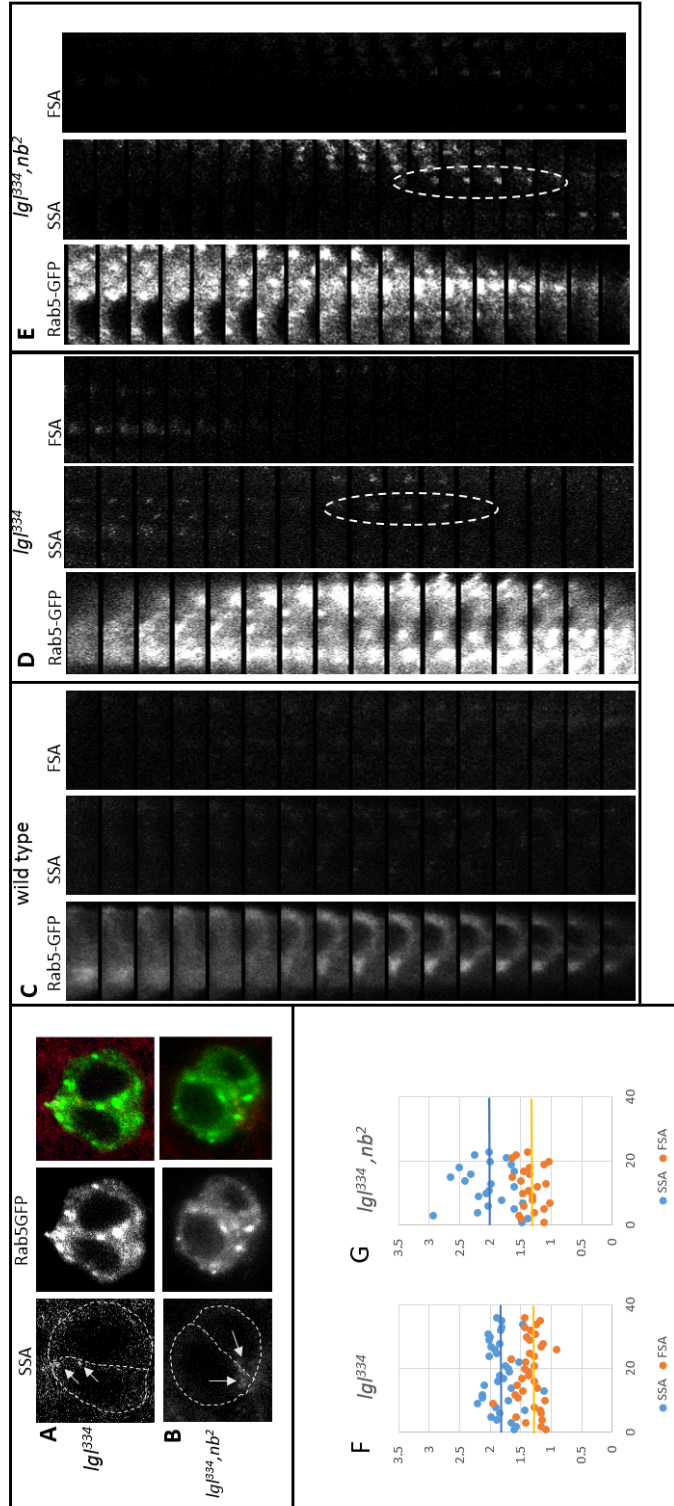 SSA Rab5GFP
A
lgl³³⁴
B
lgl³³⁴,nb²
wild type
C
Rab5-GFP SSA FSA
lgl³³⁴
D
Rab5-GFP SSA FSA
lgl³³⁴,nb²
E
Rab5-GFP SSA FSA
F lgl³³⁴
3.5
3
2.5
2
1.5
1
0.5
0
0 20 40
SSA FSA
G lgl³³⁴,nb²
3.5
3
2.5
2
1.5
1
0.5
0
0 20 40
SSA FSA